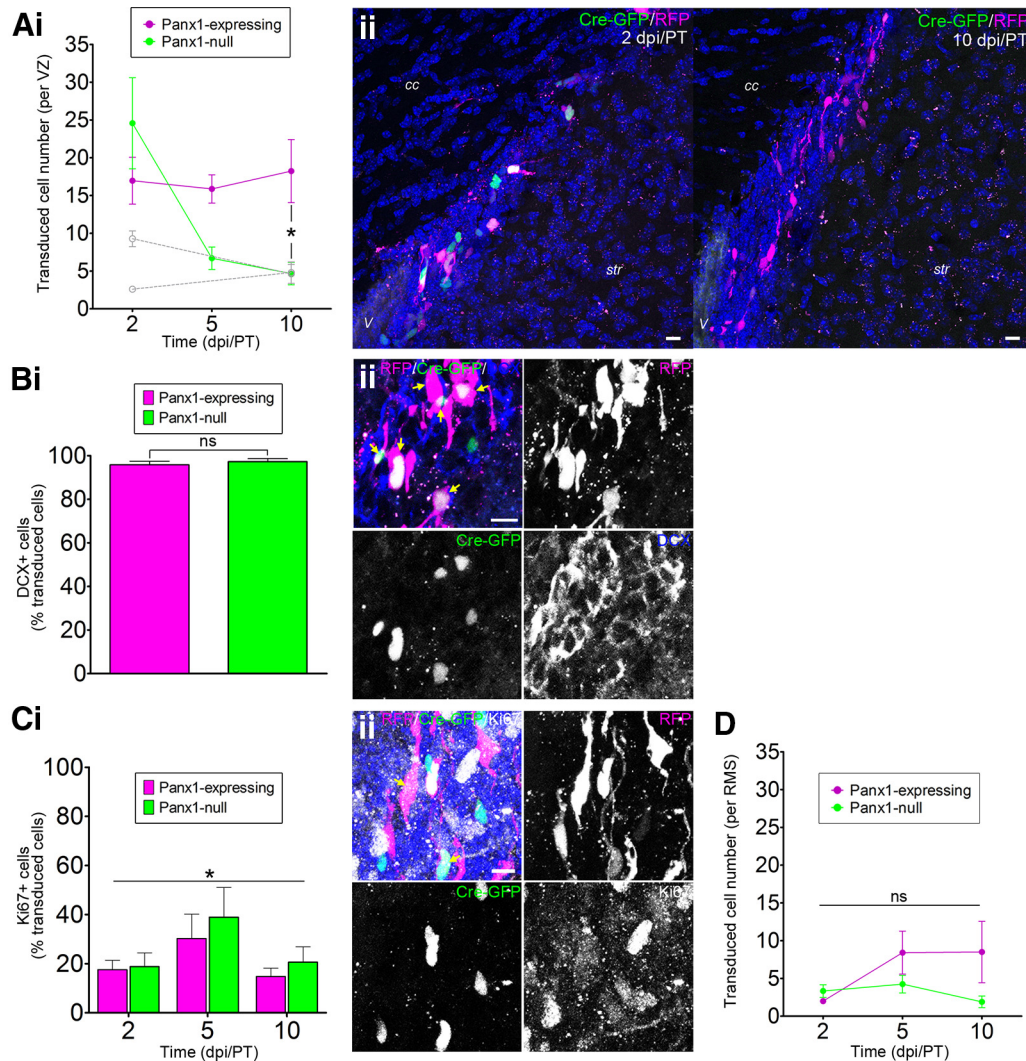 Ai
Panx1-expressing
Panx1-null
Transduced cell number (per VZ)
35
30
25
20
15
10
5
0
*
2
5
10
Time (dpi/PT)
ii
Cre-GFP/RFP
2 dpi/PT
cc
str
V
Cre-GFP/RFP
10 dpi/PT
cc
str
V
Bi
Panx1-expressing
Panx1-null
ns
DCX+ cells
(% transduced cells)
100
80
60
40
20
0
ii
RFP/Cre-GFP/
RFP
Cre-GFP
DCX
Ci
Panx1-expressing
Panx1-null
Ki67+ cells
(% transduced cells)
100
80
60
40
20
0
*
2
5
10
Time (dpi/PT)
ii
RFP/Cre-GFP/Ki67
RFP
Cre-GFP
Ki67
D
Panx1-expressing
Panx1-null
Transduced cell number (per RMS)
35
30
25
20
15
10
5
0
ns
2
5
10
Time (dpi/PT)